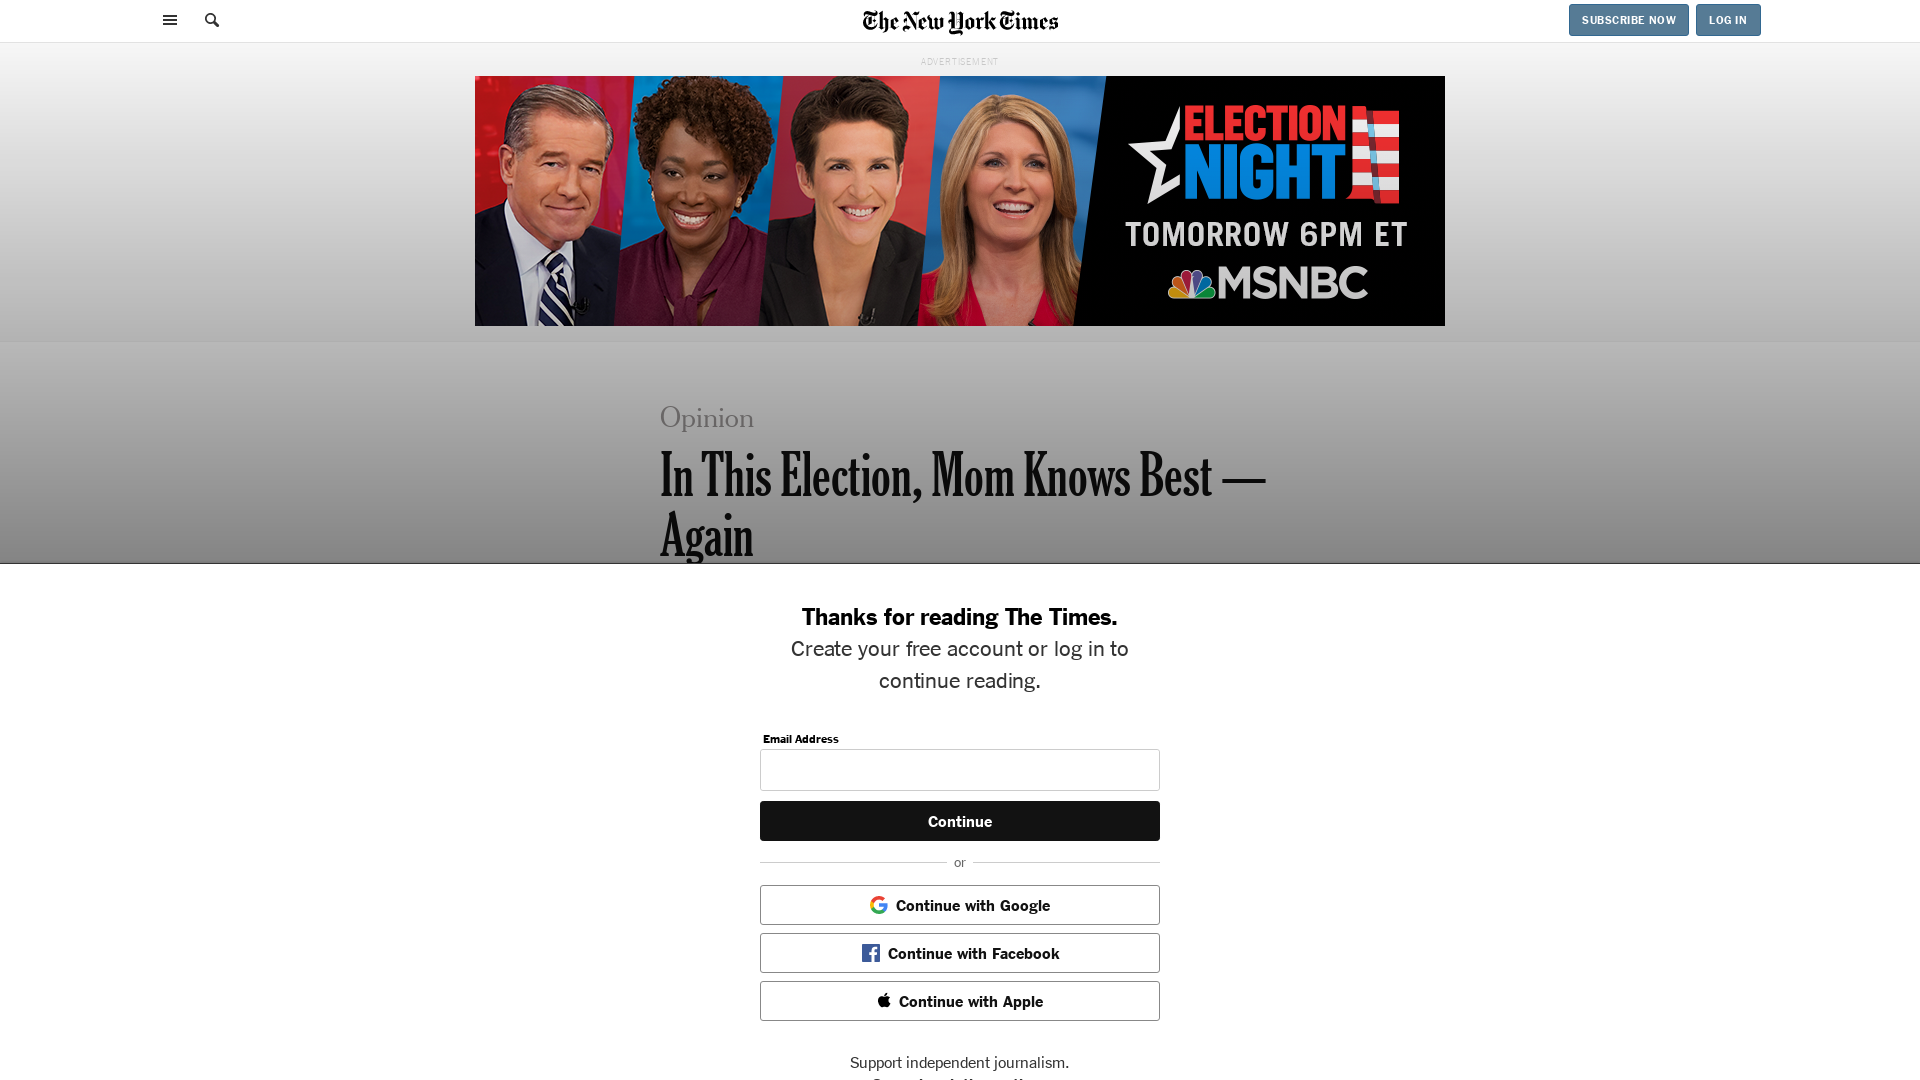 The New York Times
SUBSCRIBE NOW
LOG IN
ADVERTISEMENT
ELECTION
NIGHT
TOMORROW 6PM ET
MSNBC
Opinion
In This Election, Mom Knows Best —
Again
Thanks for reading The Times.
Create your free account or log in to
continue reading.
Email Address
Continue
or
Continue with Google
Continue with Facebook
Continue with Apple
Support independent journalism.